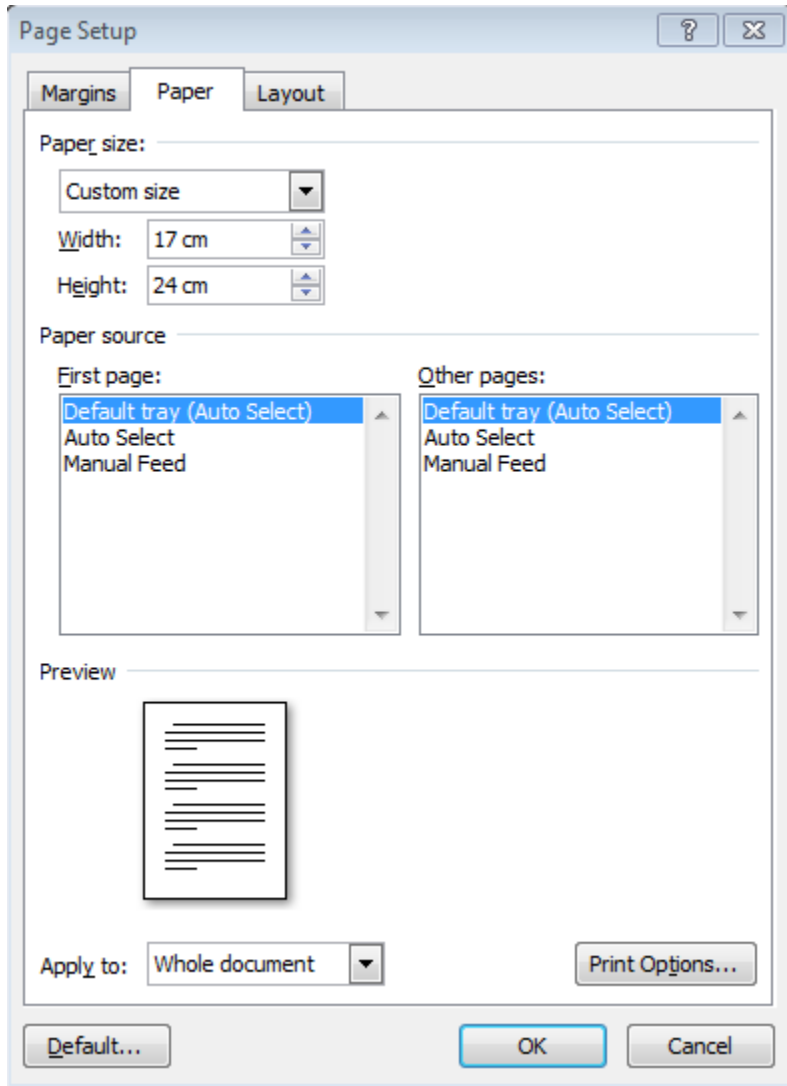 Page Setup
Margins Paper Layout
Paper size:
Custom size
Width: 17 cm
Height: 24 cm
Paper source
First page: Other pages:
Default tray (Auto Select) Default tray (Auto Select)
Auto Select Auto Select
Manual Feed Manual Feed
Preview
Apply to: Whole document Print Options...
Default... OK Cancel